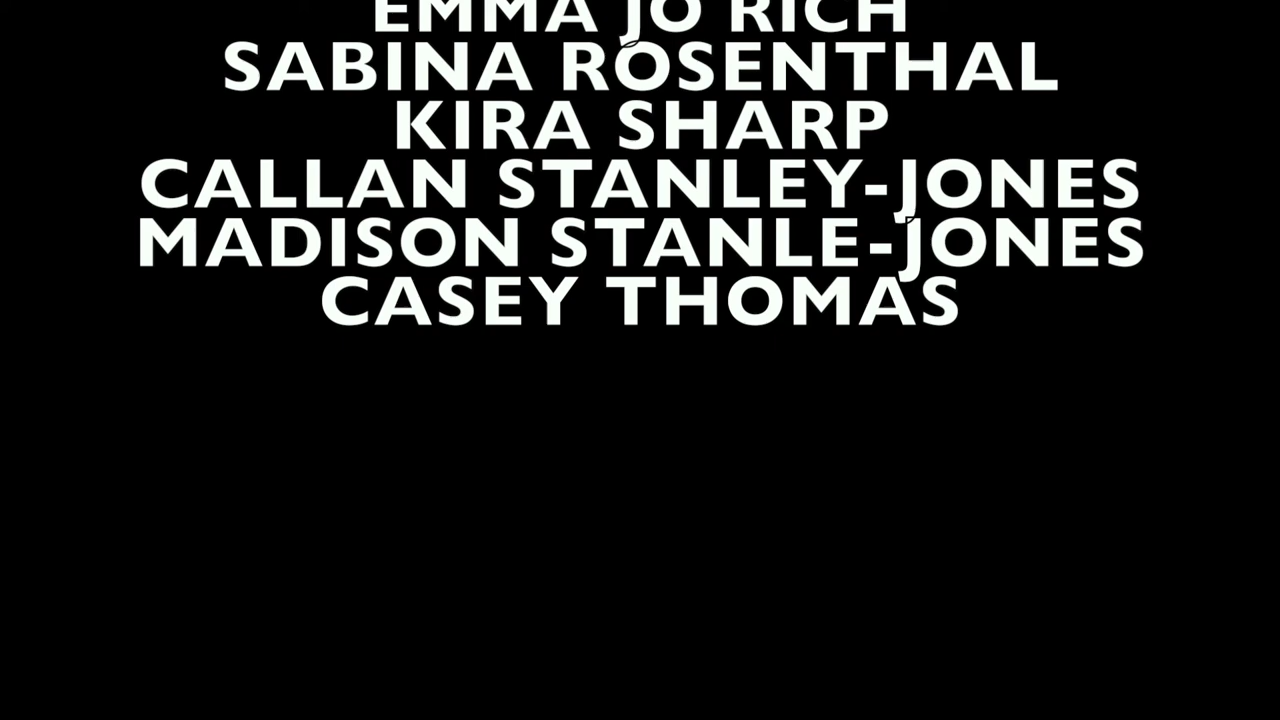 EMMA JO RICH
SABINA ROSENTHAL
KIRA SHARP
CALLAN STANLEY-JONES
MADISON STANLE-JONES
CASEY THOMAS